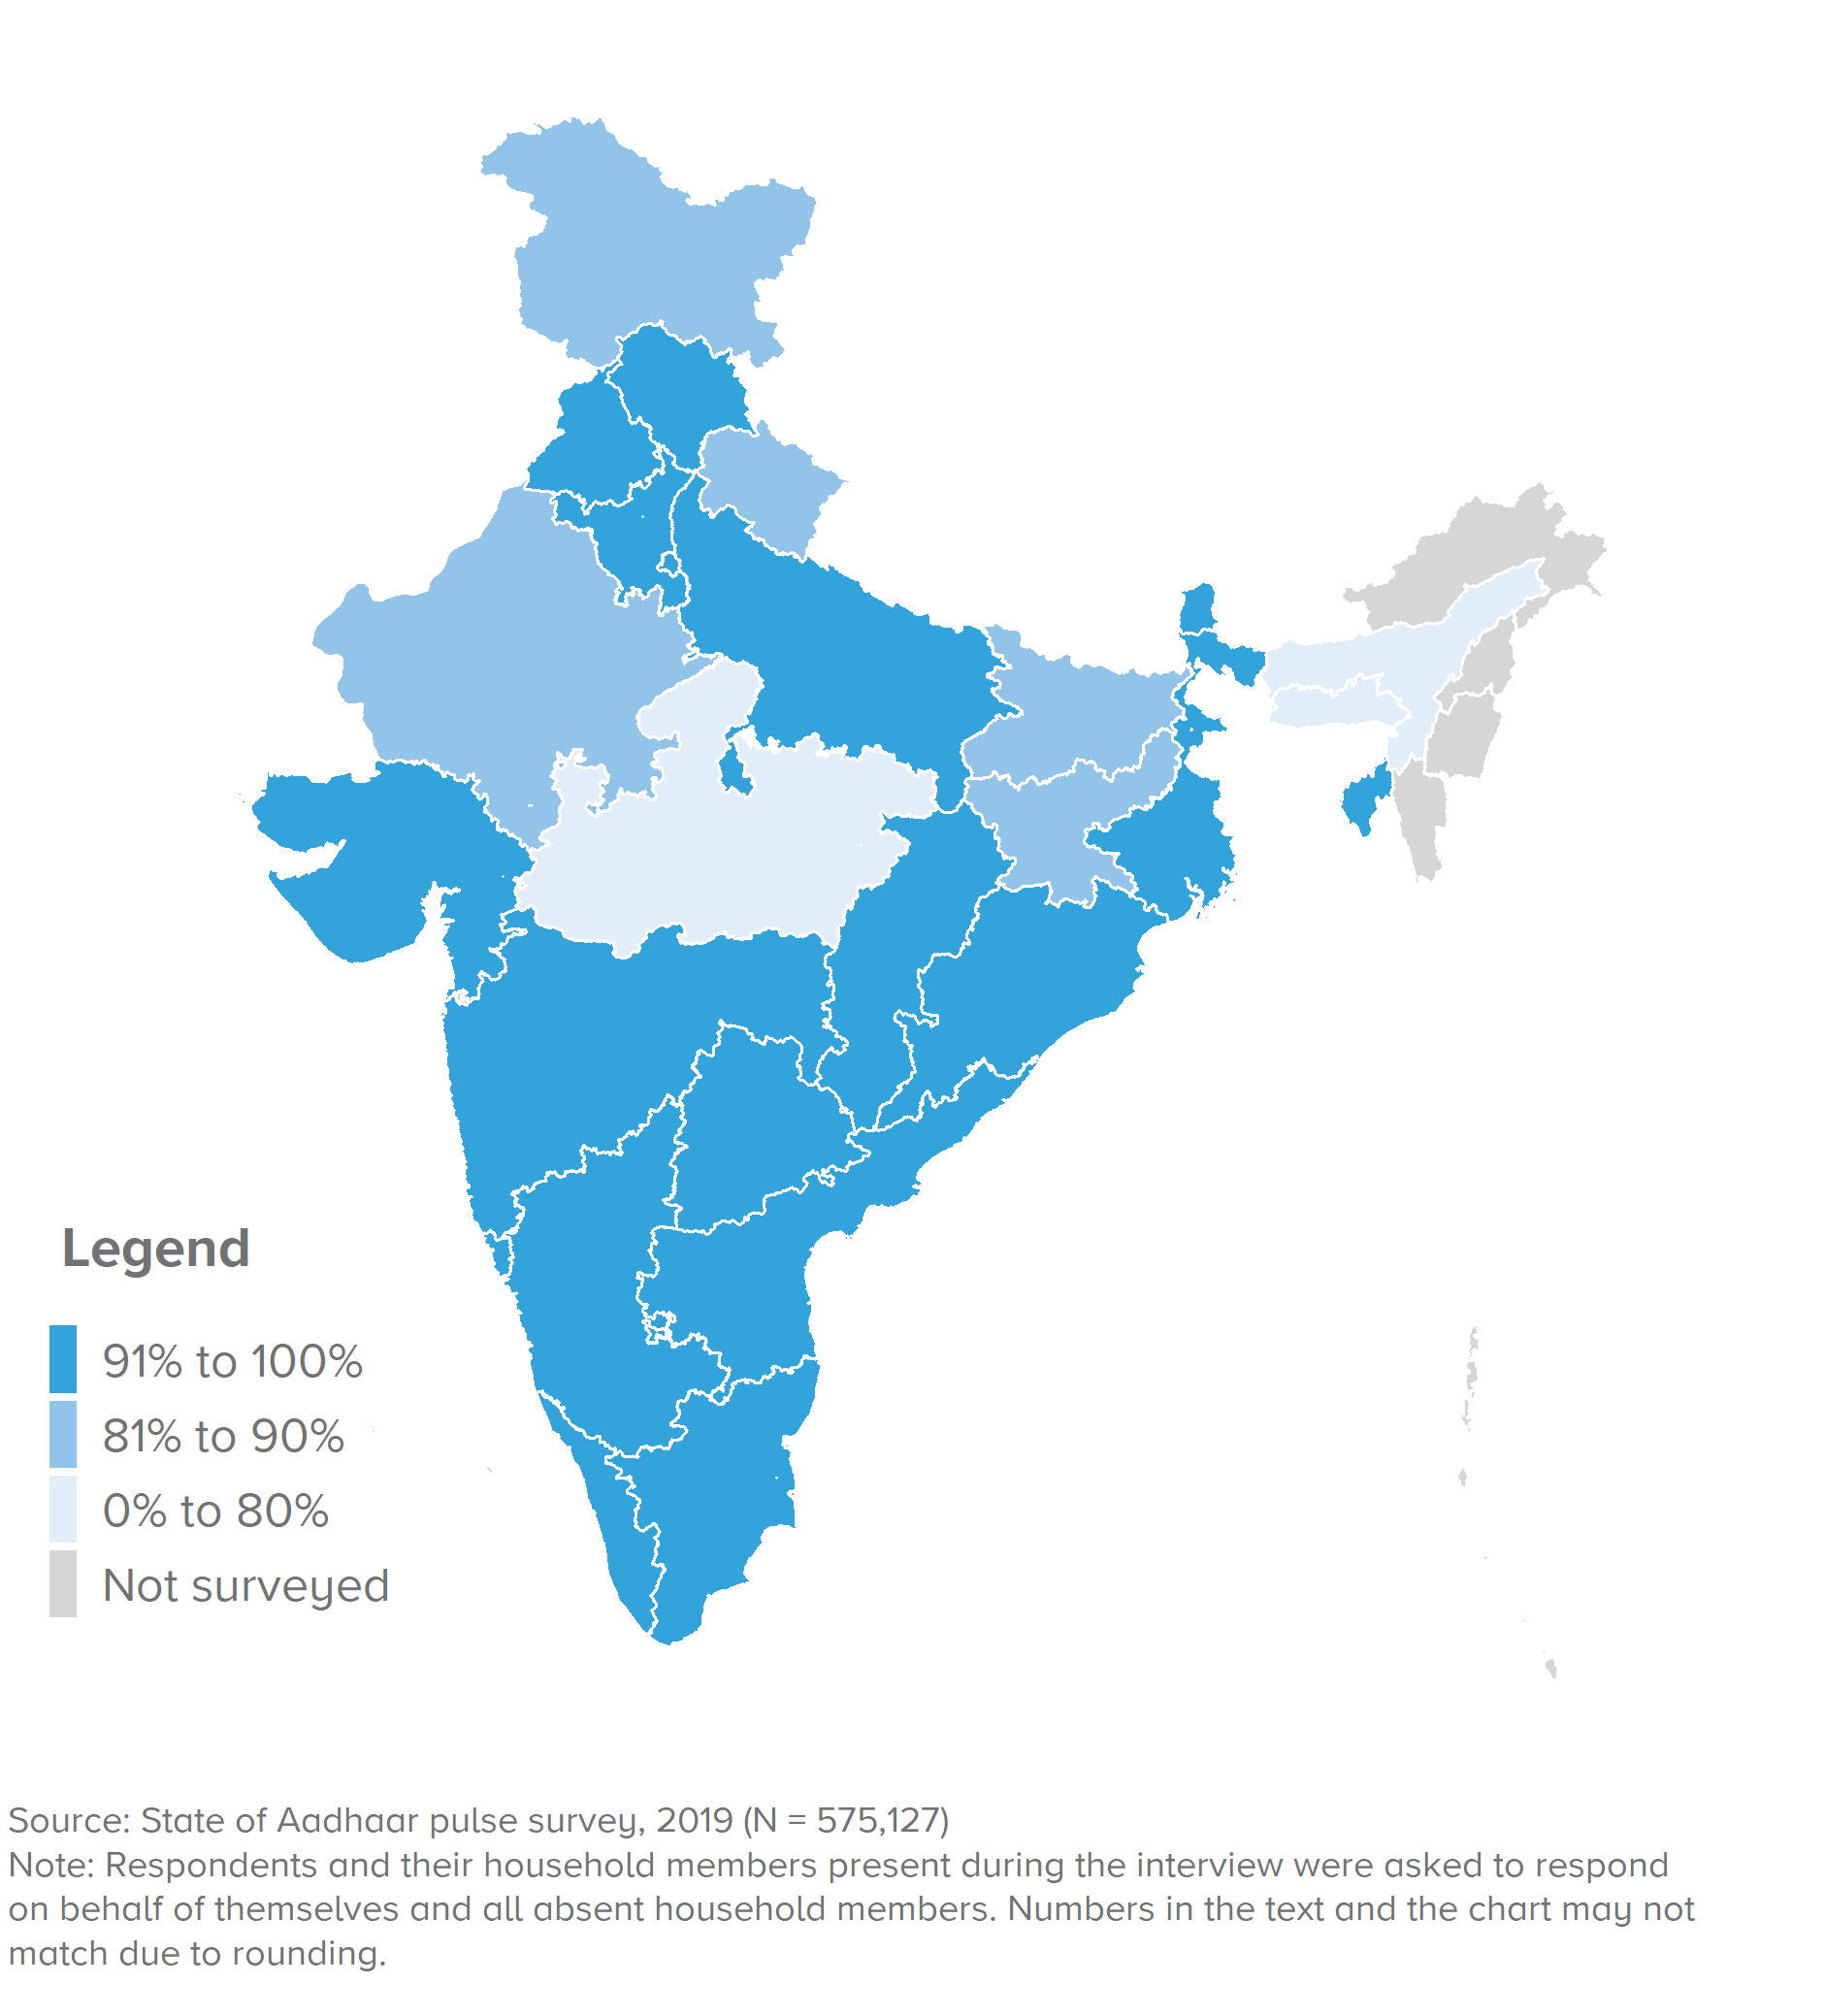 Legend
91% to 100%
81% to 90%
0% to 80%
Not surveyed
Source: State of Aadhaar pulse survey, 2019 (N = 575,127)
Note: Respondents and their household members present during the interview were asked to respond
on behalf of themselves and all absent household members. Numbers in the text and the chart may not
match due to rounding.